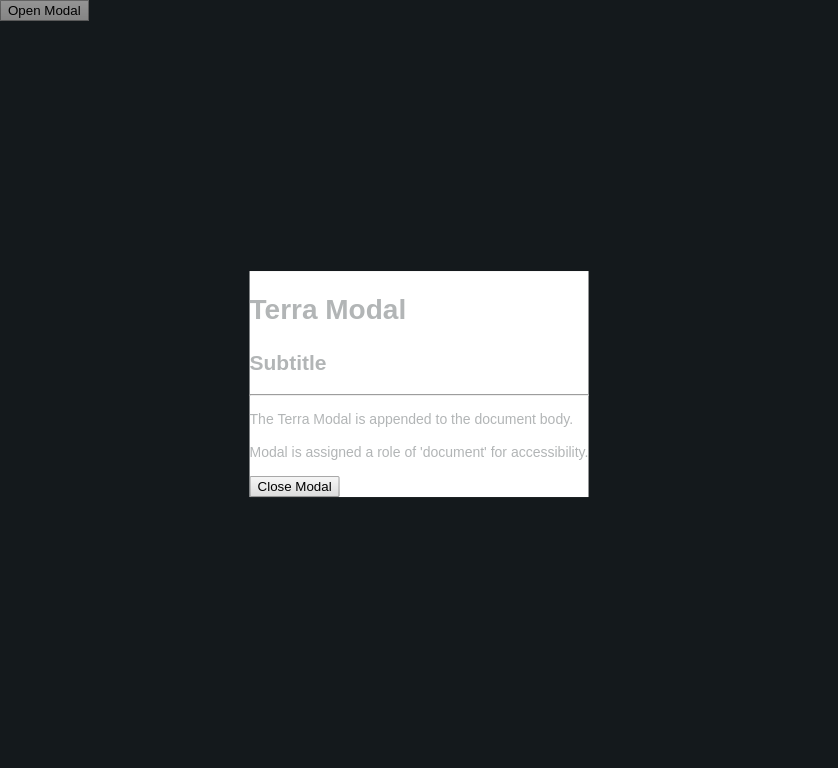 Open Modal
Terra Modal
Subtitle
The Terra Modal is appended to the document body.
Modal is assigned a role of 'document' for accessibility.
Close Modal